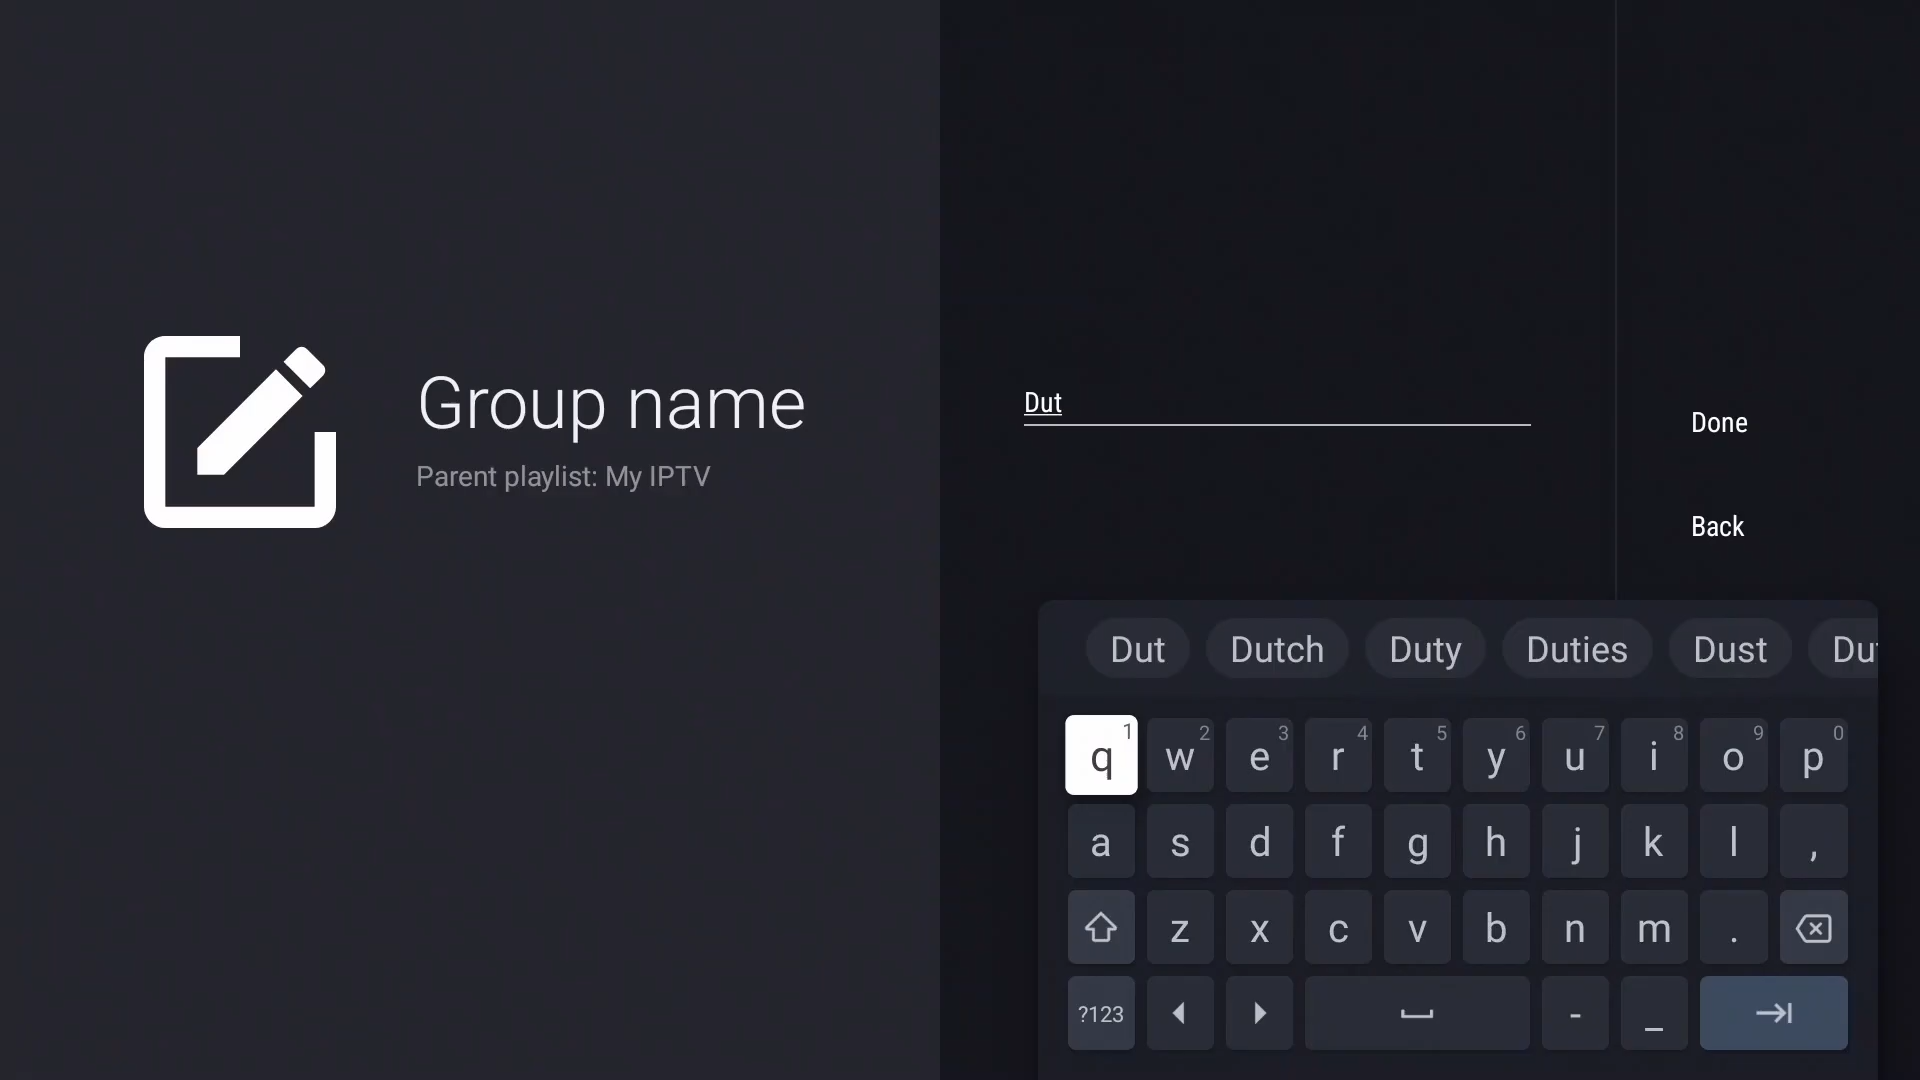 Group name
Parent playlist: My IPTV
Dut
Done
Back
Dut Dutch Duty Duties Dust
q 1 w 2 e 3 r 4 t 5 y 6 u 7 i 8 o 9 p 0
a s d f g h j k l ,
z x c v b n m .
?123 - _